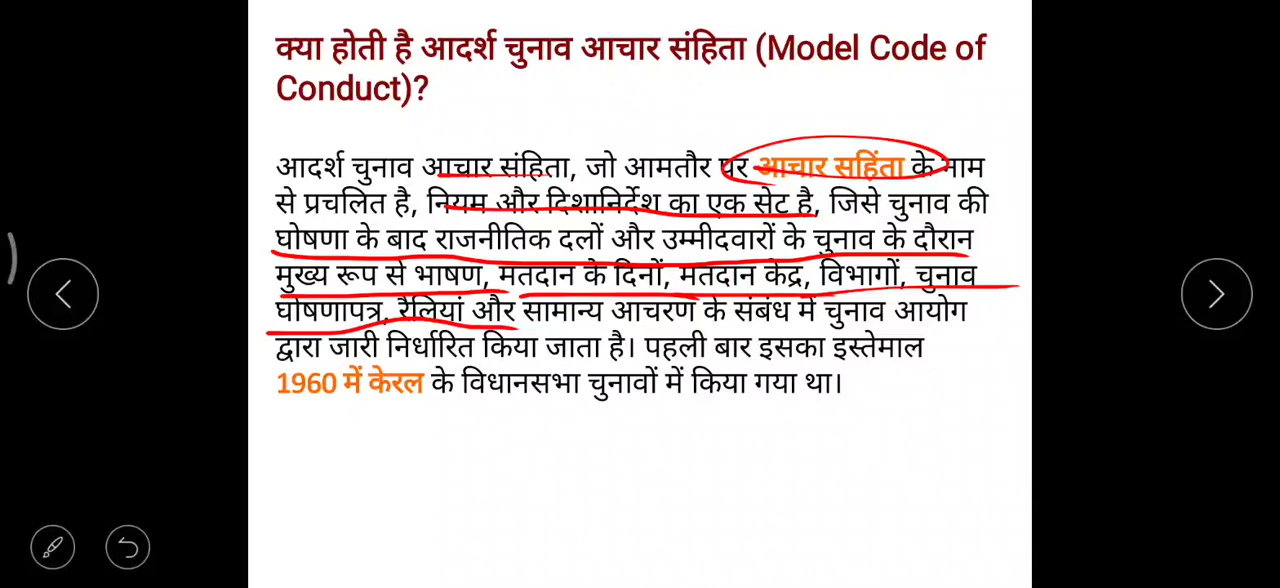 क्या होती है आदर्श चुनाव आचार संहिता (Model Code of
Conduct)?
आदर्श चुनाव आचार संहिता, जो आमतौर पर आचार सहिंता के नाम
से प्रचलित है, नियम और दिशानिर्देश का एक सेट है, जिसे चुनाव की
घोषणा के बाद राजनीतिक दलों और उम्मीदवारों के चुनाव के दौरान
मुख्य रूप से भाषण, मतदान के दिनों, मतदान केंद्र, विभागों, चुनाव
घोषणापत्र, रैलियां और सामान्य आचरण के संबंध में चुनाव आयोग
द्वारा जारी निर्धारित किया जाता है। पहली बार इसका इस्तेमाल
1960 में केरल के विधानसभा चुनावों में किया गया था।